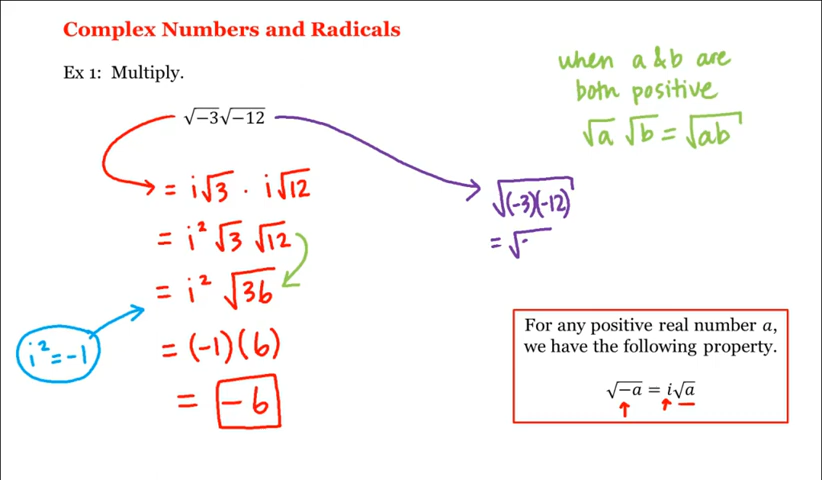 Complex Numbers and Radicals
Ex 1: Multiply.
√−3√−12
when a & b are
both positive
√a √b = √ab
= i√3 · i√12
= i² √3 √12
= i² √36
i² = −1
= (−1)(6)
= −6
√(−3)(−12)
= √
For any positive real number a,
we have the following property.
√−a = i√a